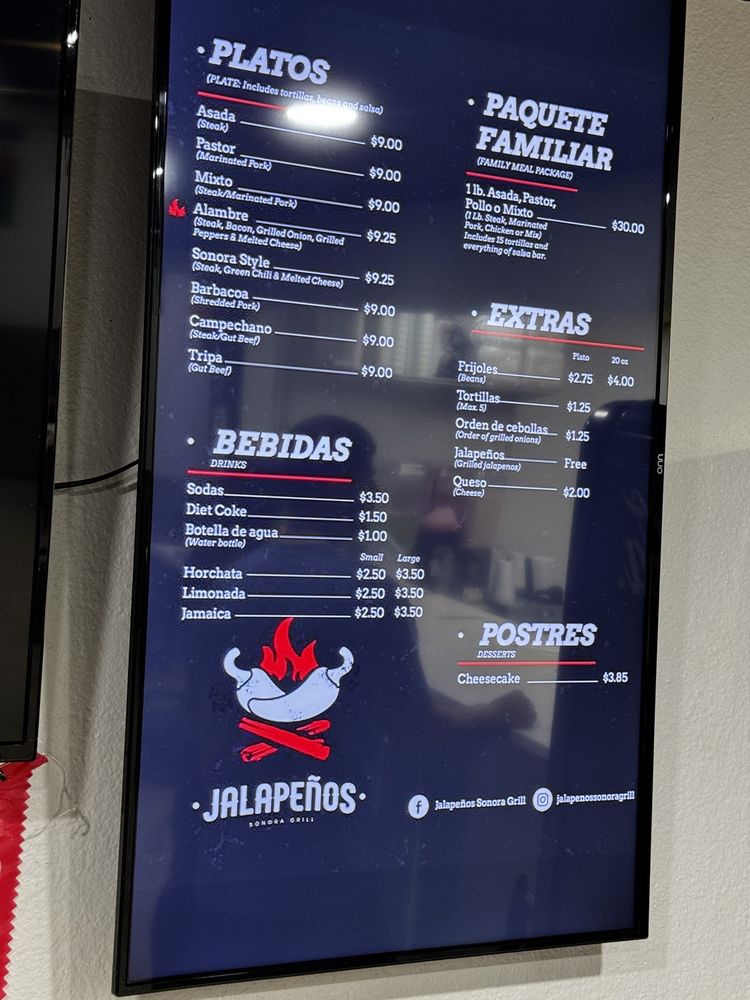 · PLATOS
(PLATE: Includes tortillas, beans and salsa)
Asada $9.00
(Steak)
Pastor $9.00
(Marinated Pork)
Mixto $9.00
(Steak/Marinated Pork)
Alambre $9.25
(Steak, Bacon, Grilled Onion, Grilled
Peppers & Melted Cheese)
Sonora Style $9.25
(Steak, Green Chili & Melted Cheese)
Barbacoa $9.00
(Shredded Pork)
Campechano $9.00
(Steak/Gut Beef)
Tripa $9.00
(Gut Beef)
· BEBIDAS
DRINKS
Sodas $3.50
Diet Coke $1.50
Botella de agua $1.00
(Water bottle)
Small Large
Horchata $2.50 $3.50
Limonada $2.50 $3.50
Jamaica $2.50 $3.50
·JALAPEÑOS·
SONORA GRILL
· PAQUETE
FAMILIAR
(FAMILY MEAL PACKAGE)
1 lb. Asada, Pastor,
Pollo o Mixto $30.00
(1 Lb. Steak, Marinated
Pork, Chicken or Mix)
Includes 15 tortillas and
everything of salsa bar.
· EXTRAS
Plato 20 oz
Frijoles $2.75 $4.00
(Beans)
Tortillas $1.25
(Max. 5)
Orden de cebollas $1.25
(Order of grilled onions)
Jalapeños Free
(Grilled jalapenos)
Queso $2.00
(Cheese)
· POSTRES
DESSERTS
Cheesecake $3.85
f Jalapeños Sonora Grill jalapenossonoragrill